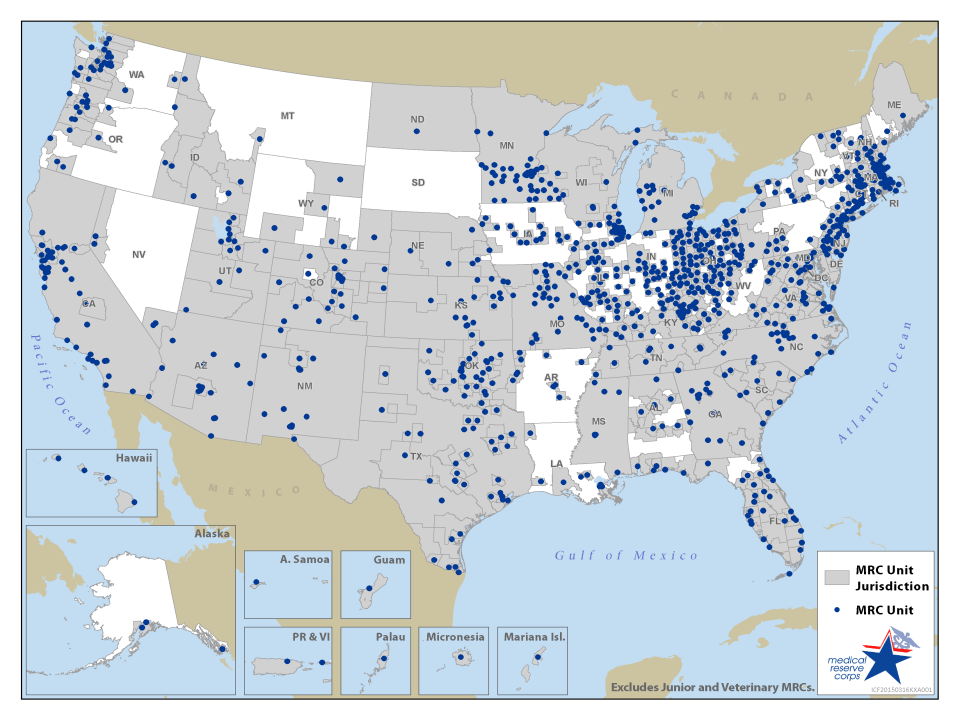 CANADA
WA
MT
ND
MN
ME
OR
ID
SD
WI
MI
NY
VT
NH
MA
CT
RI
WY
IA
NE
PA
NJ
NV
UT
CO
IL
IN
OH
MD
DE
DC
WV
VA
CA
KS
MO
KY
NC
TN
AZ
NM
OK
AR
SC
MS
AL
GA
TX
LA
FL
Pacific Ocean
Atlantic Ocean
MEXICO
Gulf of Mexico
Hawaii
Alaska
A. Samoa
Guam
PR & VI
Palau
Micronesia
Mariana Isl.
MRC Unit
Jurisdiction
MRC Unit
medical
reserve
corps
ICF20150316KXA001
Excludes Junior and Veterinary MRCs.